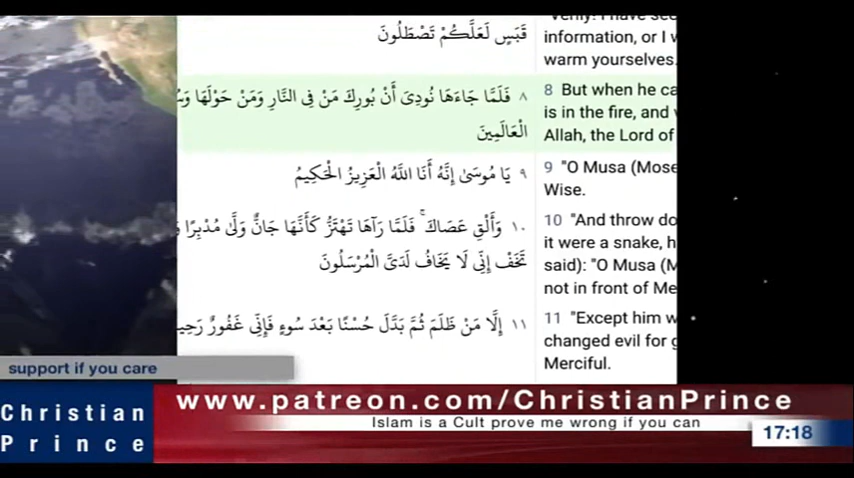 قَبَسٍ لَعَلَّكُمْ تَصْطَلُونَ
٨ فَلَمَّا جَاءَهَا نُودِيَ أَنْ بُورِكَ مَنْ فِي النَّارِ وَمَنْ حَوْلَهَا
الْعَالَمِينَ
٩ يَا مُوسَىٰ إِنَّهُ أَنَا اللَّهُ الْعَزِيزُ الْحَكِيمُ
١٠ وَأَلْقِ عَصَاكَ ۚ فَلَمَّا رَآهَا تَهْتَزُّ كَأَنَّهَا جَانٌّ وَلَّىٰ مُدْبِرًا
تَخَفْ إِنِّي لَا يَخَافُ لَدَيَّ الْمُرْسَلُونَ
١١ إِلَّا مَنْ ظَلَمَ ثُمَّ بَدَّلَ حُسْنًا بَعْدَ سُوءٍ فَإِنِّي غَفُورٌ
information, or I
warm yourselves.
8 But when he
is in the fire, and
Allah, the Lord of
9 "O Musa (Mose
Wise.
10 "And throw do
it were a snake, h
said): "O Musa (M
not in front of Me
11 "Except him w
changed evil for
Merciful.
support if you care
Christian
Prince
www.patreon.com/ChristianPrince
Islam is a Cult prove me wrong if you can
17:18